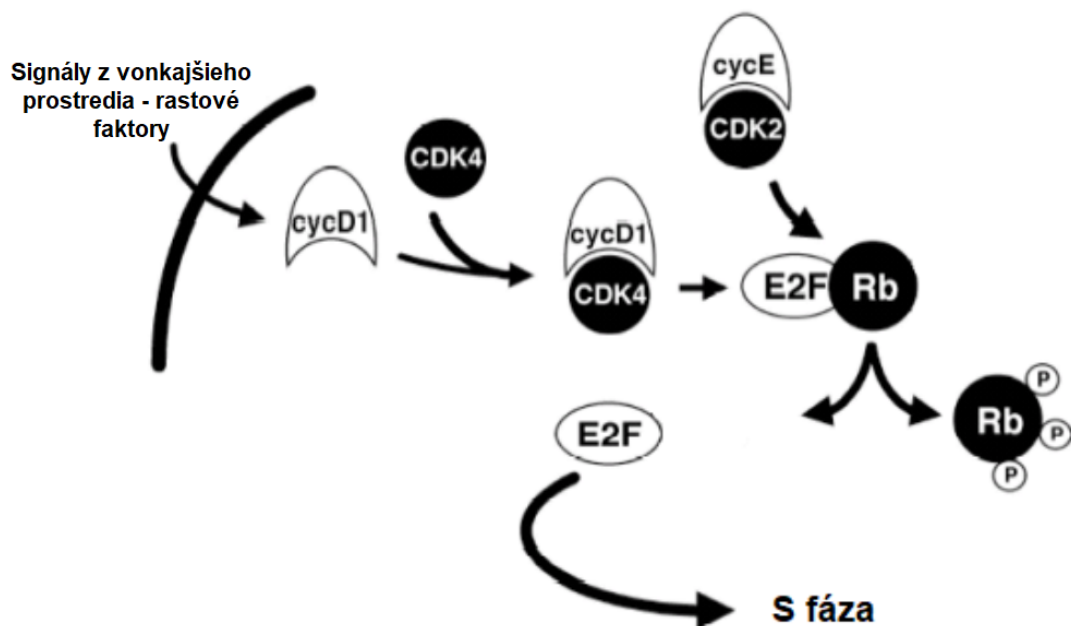 Signály z vonkajšieho
prostredia - rastové
faktory
cycE
CDK2
CDK4
cycD1
cycD1
CDK4
E2F
Rb
E2F
Rb
P
P
P
S fáza